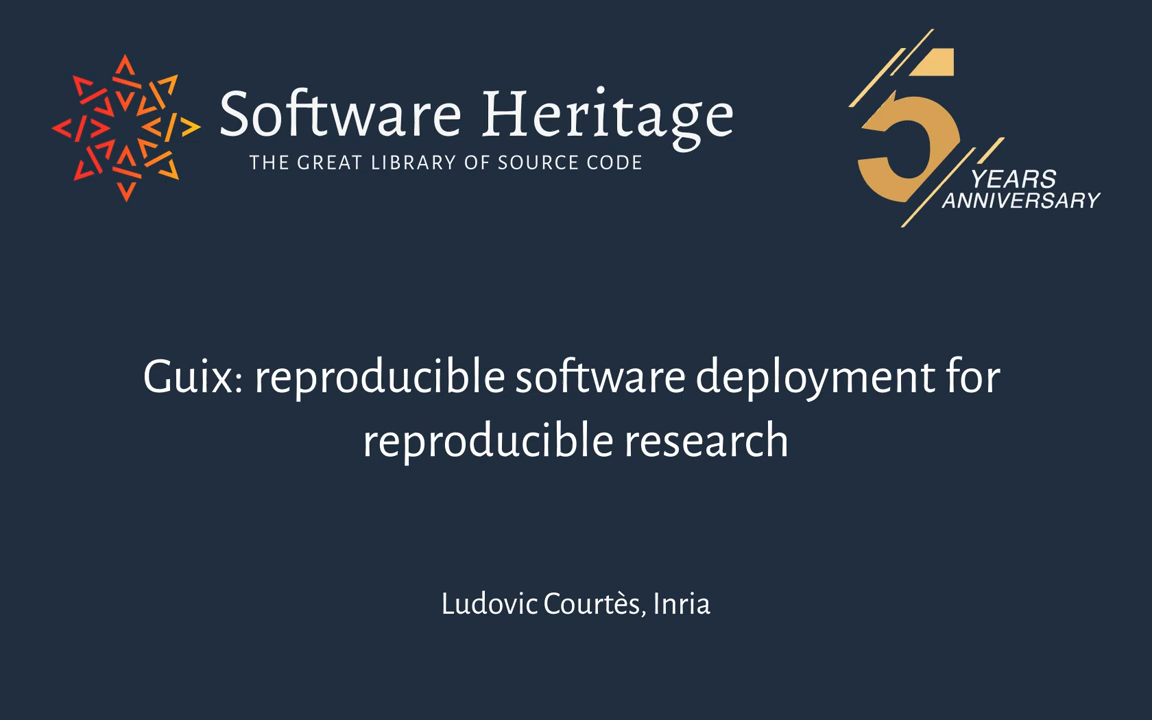 Software Heritage
THE GREAT LIBRARY OF SOURCE CODE
5
YEARS
ANNIVERSARY
Guix: reproducible software deployment for
reproducible research
Ludovic Courtès, Inria